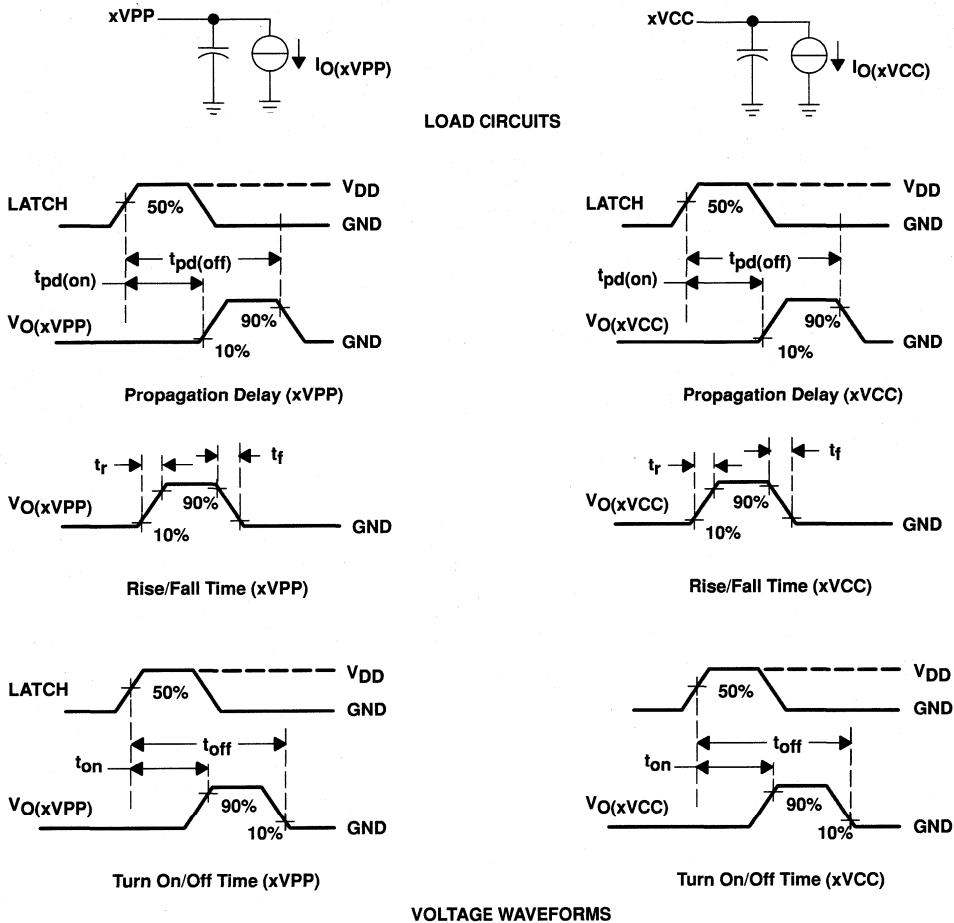 xVPP
IO(xVPP)
xVCC
IO(xVCC)
LOAD CIRCUITS
LATCH
50%
VDD
GND
tpd(off)
tpd(on)
VO(xVPP)
90%
10%
GND
Propagation Delay (xVPP)
LATCH
50%
VDD
GND
tpd(off)
tpd(on)
VO(xVCC)
90%
10%
GND
Propagation Delay (xVCC)
tr
tf
VO(xVPP)
90%
10%
GND
Rise/Fall Time (xVPP)
tr
tf
VO(xVCC)
90%
10%
GND
Rise/Fall Time (xVCC)
LATCH
50%
VDD
GND
toff
ton
VO(xVPP)
90%
10%
GND
Turn On/Off Time (xVPP)
LATCH
50%
VDD
GND
toff
ton
VO(xVCC)
90%
10%
GND
Turn On/Off Time (xVCC)
VOLTAGE WAVEFORMS